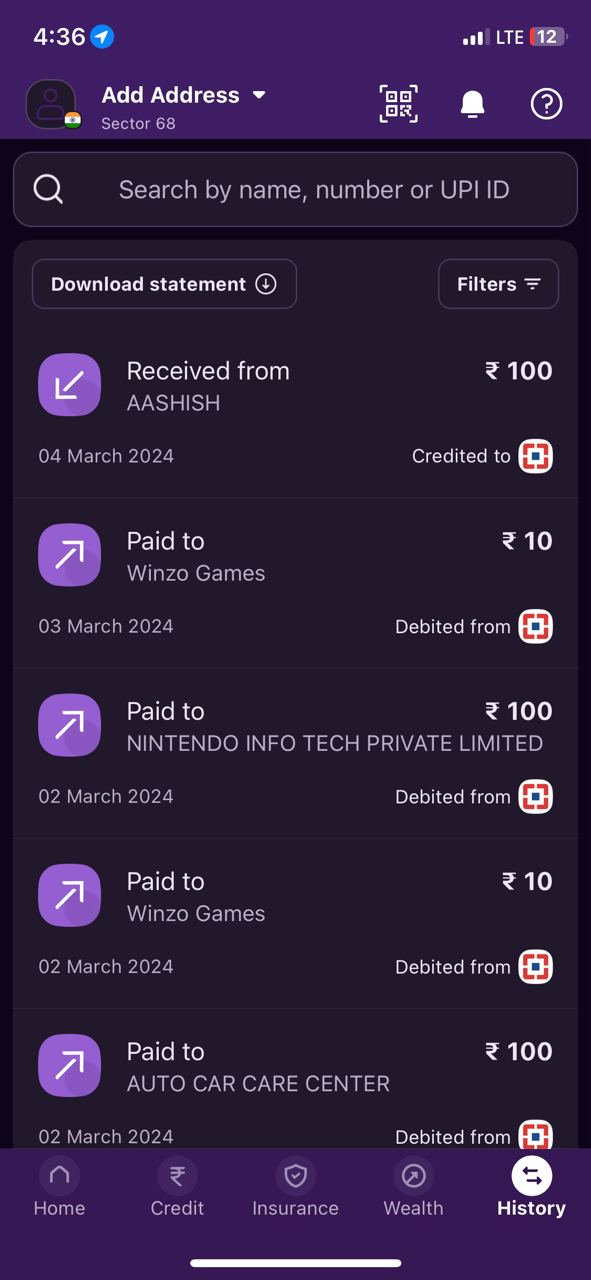 4:36
LTE 12
Add Address
Sector 68
Search by name, number or UPI ID
Download statement
Filters
Received from ₹ 100
AASHISH
04 March 2024 Credited to
Paid to ₹ 10
Winzo Games
03 March 2024 Debited from
Paid to ₹ 100
NINTENDO INFO TECH PRIVATE LIMITED
02 March 2024 Debited from
Paid to ₹ 10
Winzo Games
02 March 2024 Debited from
Paid to ₹ 100
AUTO CAR CARE CENTER
02 March 2024 Debited from
Home Credit Insurance Wealth History